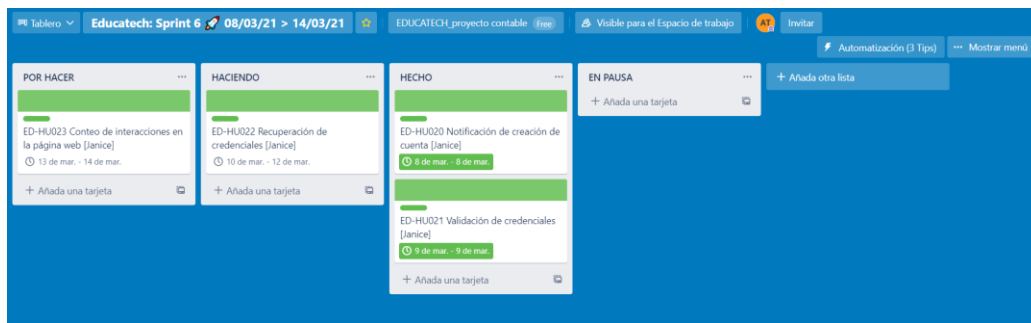 Tablero
Educatech: Sprint 6 🚀 08/03/21 > 14/03/21
EDUCATECH_proyecto contable Free
Visible para el Espacio de trabajo
AT
Invitar
Automatización (3 Tips)
Mostrar menú
POR HACER
ED-HU023 Conteo de interacciones en
la página web [Janice]
13 de mar. - 14 de mar.
+ Añada una tarjeta
HACIENDO
ED-HU022 Recuperación de
credenciales [Janice]
10 de mar. - 12 de mar.
+ Añada una tarjeta
HECHO
ED-HU020 Notificación de creación de
cuenta [Janice]
8 de mar. - 8 de mar.
ED-HU021 Validación de credenciales
[Janice]
9 de mar. - 9 de mar.
+ Añada una tarjeta
EN PAUSA
+ Añada una tarjeta
+ Añada otra lista